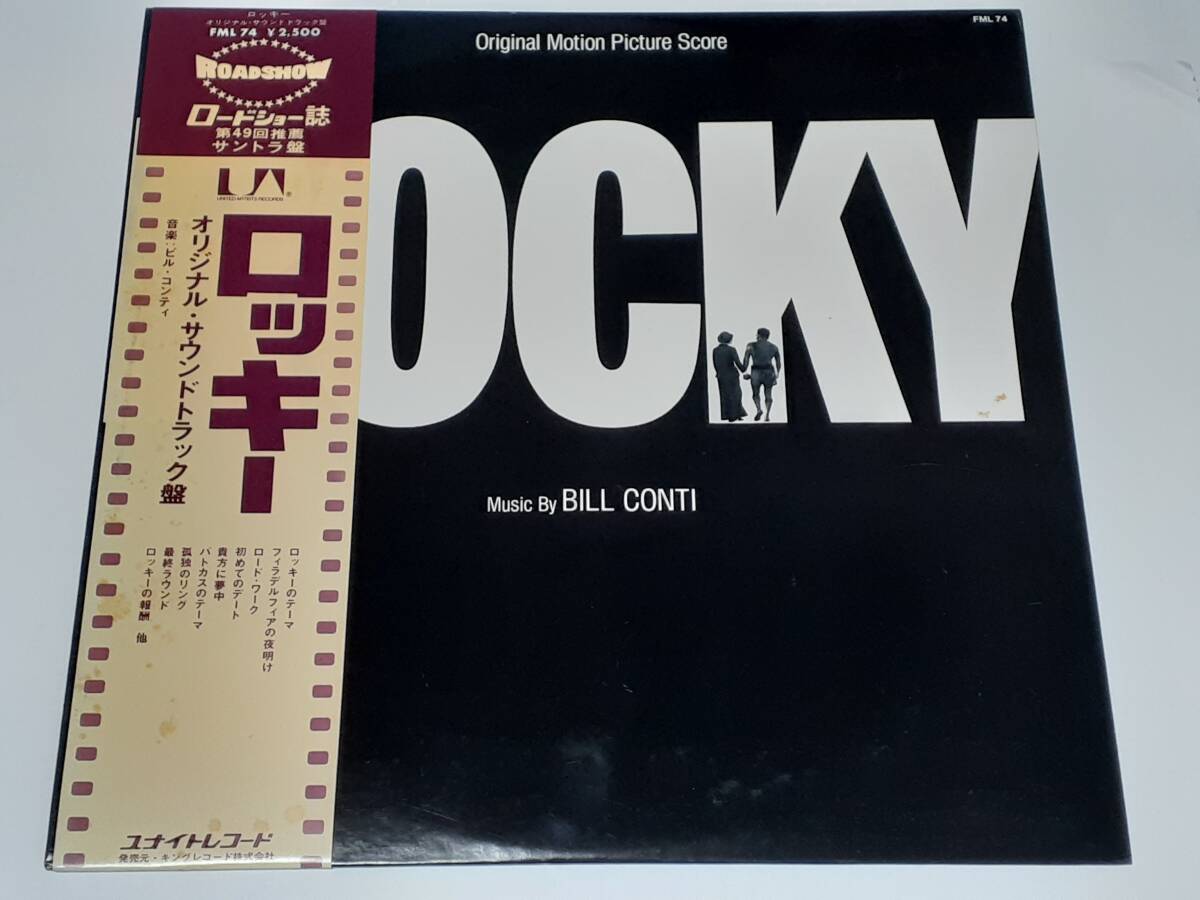 ロッキー
オリジナル・サウンドトラック盤
FML 74 ¥2,500
ROADSHOW
ロードショー誌
第49回推薦
サントラ盤
UA
UNITED ARTISTS RECORDS
®
ロッキー
オリジナル・サウンドトラック盤
音楽:ビル・コンティ
ロッキーのテーマ
フィラデルフィアの夜明け
ロード・ワーク
初めてのデート
貴方に夢中
バトカスのテーマ
孤独のリング
最終ラウンド
ロッキーの報酬 他
ユナイトレコード
発売元・キングレコード株式会社
FML 74
Original Motion Picture Score
OCKY
Music By BILL CONTI